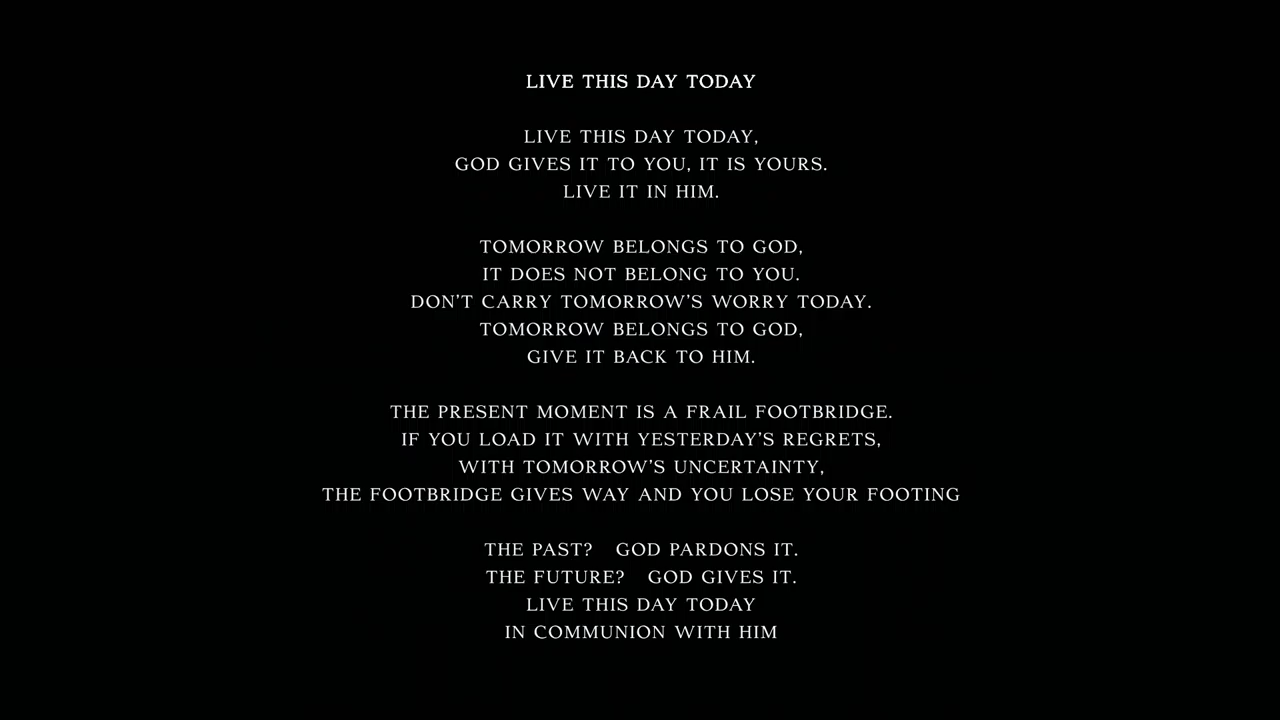 LIVE THIS DAY TODAY
LIVE THIS DAY TODAY,
GOD GIVES IT TO YOU, IT IS YOURS.
LIVE IT IN HIM.
TOMORROW BELONGS TO GOD,
IT DOES NOT BELONG TO YOU.
DON'T CARRY TOMORROW'S WORRY TODAY.
TOMORROW BELONGS TO GOD,
GIVE IT BACK TO HIM.
THE PRESENT MOMENT IS A FRAIL FOOTBRIDGE.
IF YOU LOAD IT WITH YESTERDAY'S REGRETS,
WITH TOMORROW'S UNCERTAINTY,
THE FOOTBRIDGE GIVES WAY AND YOU LOSE YOUR FOOTING
THE PAST? GOD PARDONS IT.
THE FUTURE? GOD GIVES IT.
LIVE THIS DAY TODAY
IN COMMUNION WITH HIM